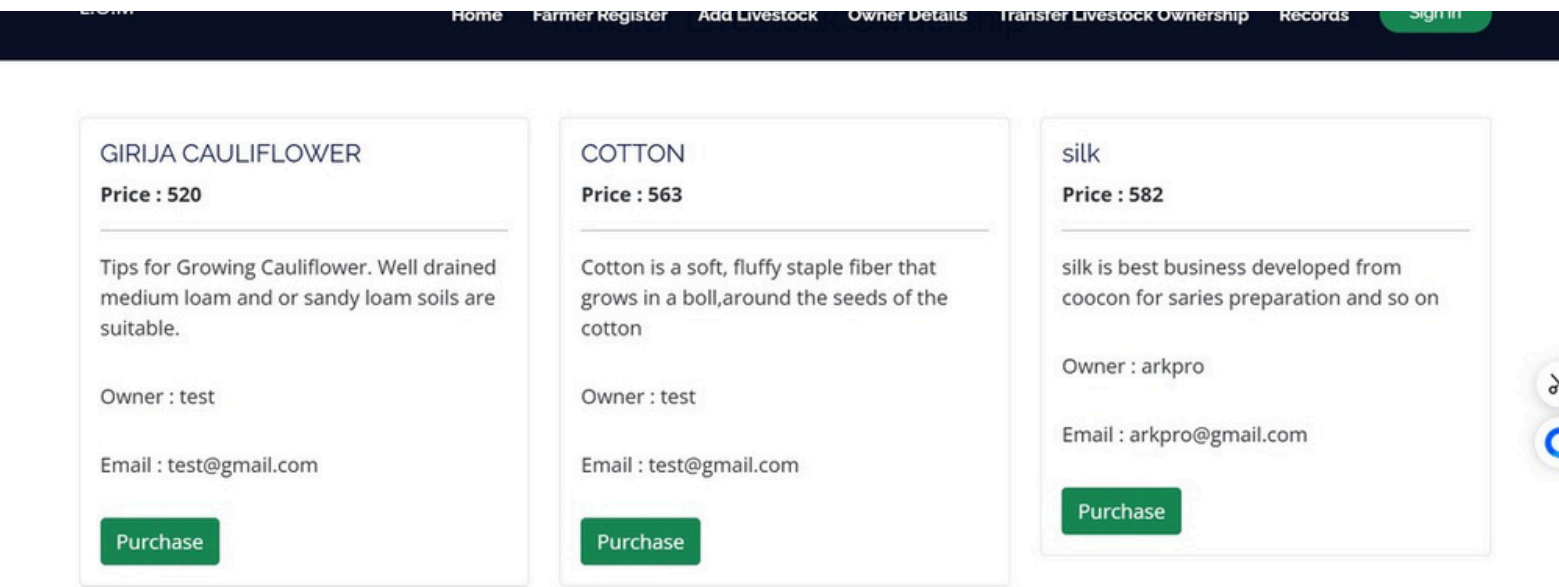 Home Farmer Register Add Livestock Owner Details Transfer Livestock Ownership Records Sign In
GIRIJA CAULIFLOWER
Price : 520
Tips for Growing Cauliflower. Well drained
medium loam and or sandy loam soils are
suitable.
Owner : test
Email : test@gmail.com
Purchase
COTTON
Price : 563
Cotton is a soft, fluffy staple fiber that
grows in a boll,around the seeds of the
cotton
Owner : test
Email : test@gmail.com
Purchase
silk
Price : 582
silk is best business developed from
coocon for saries preparation and so on
Owner : arkpro
Email : arkpro@gmail.com
Purchase